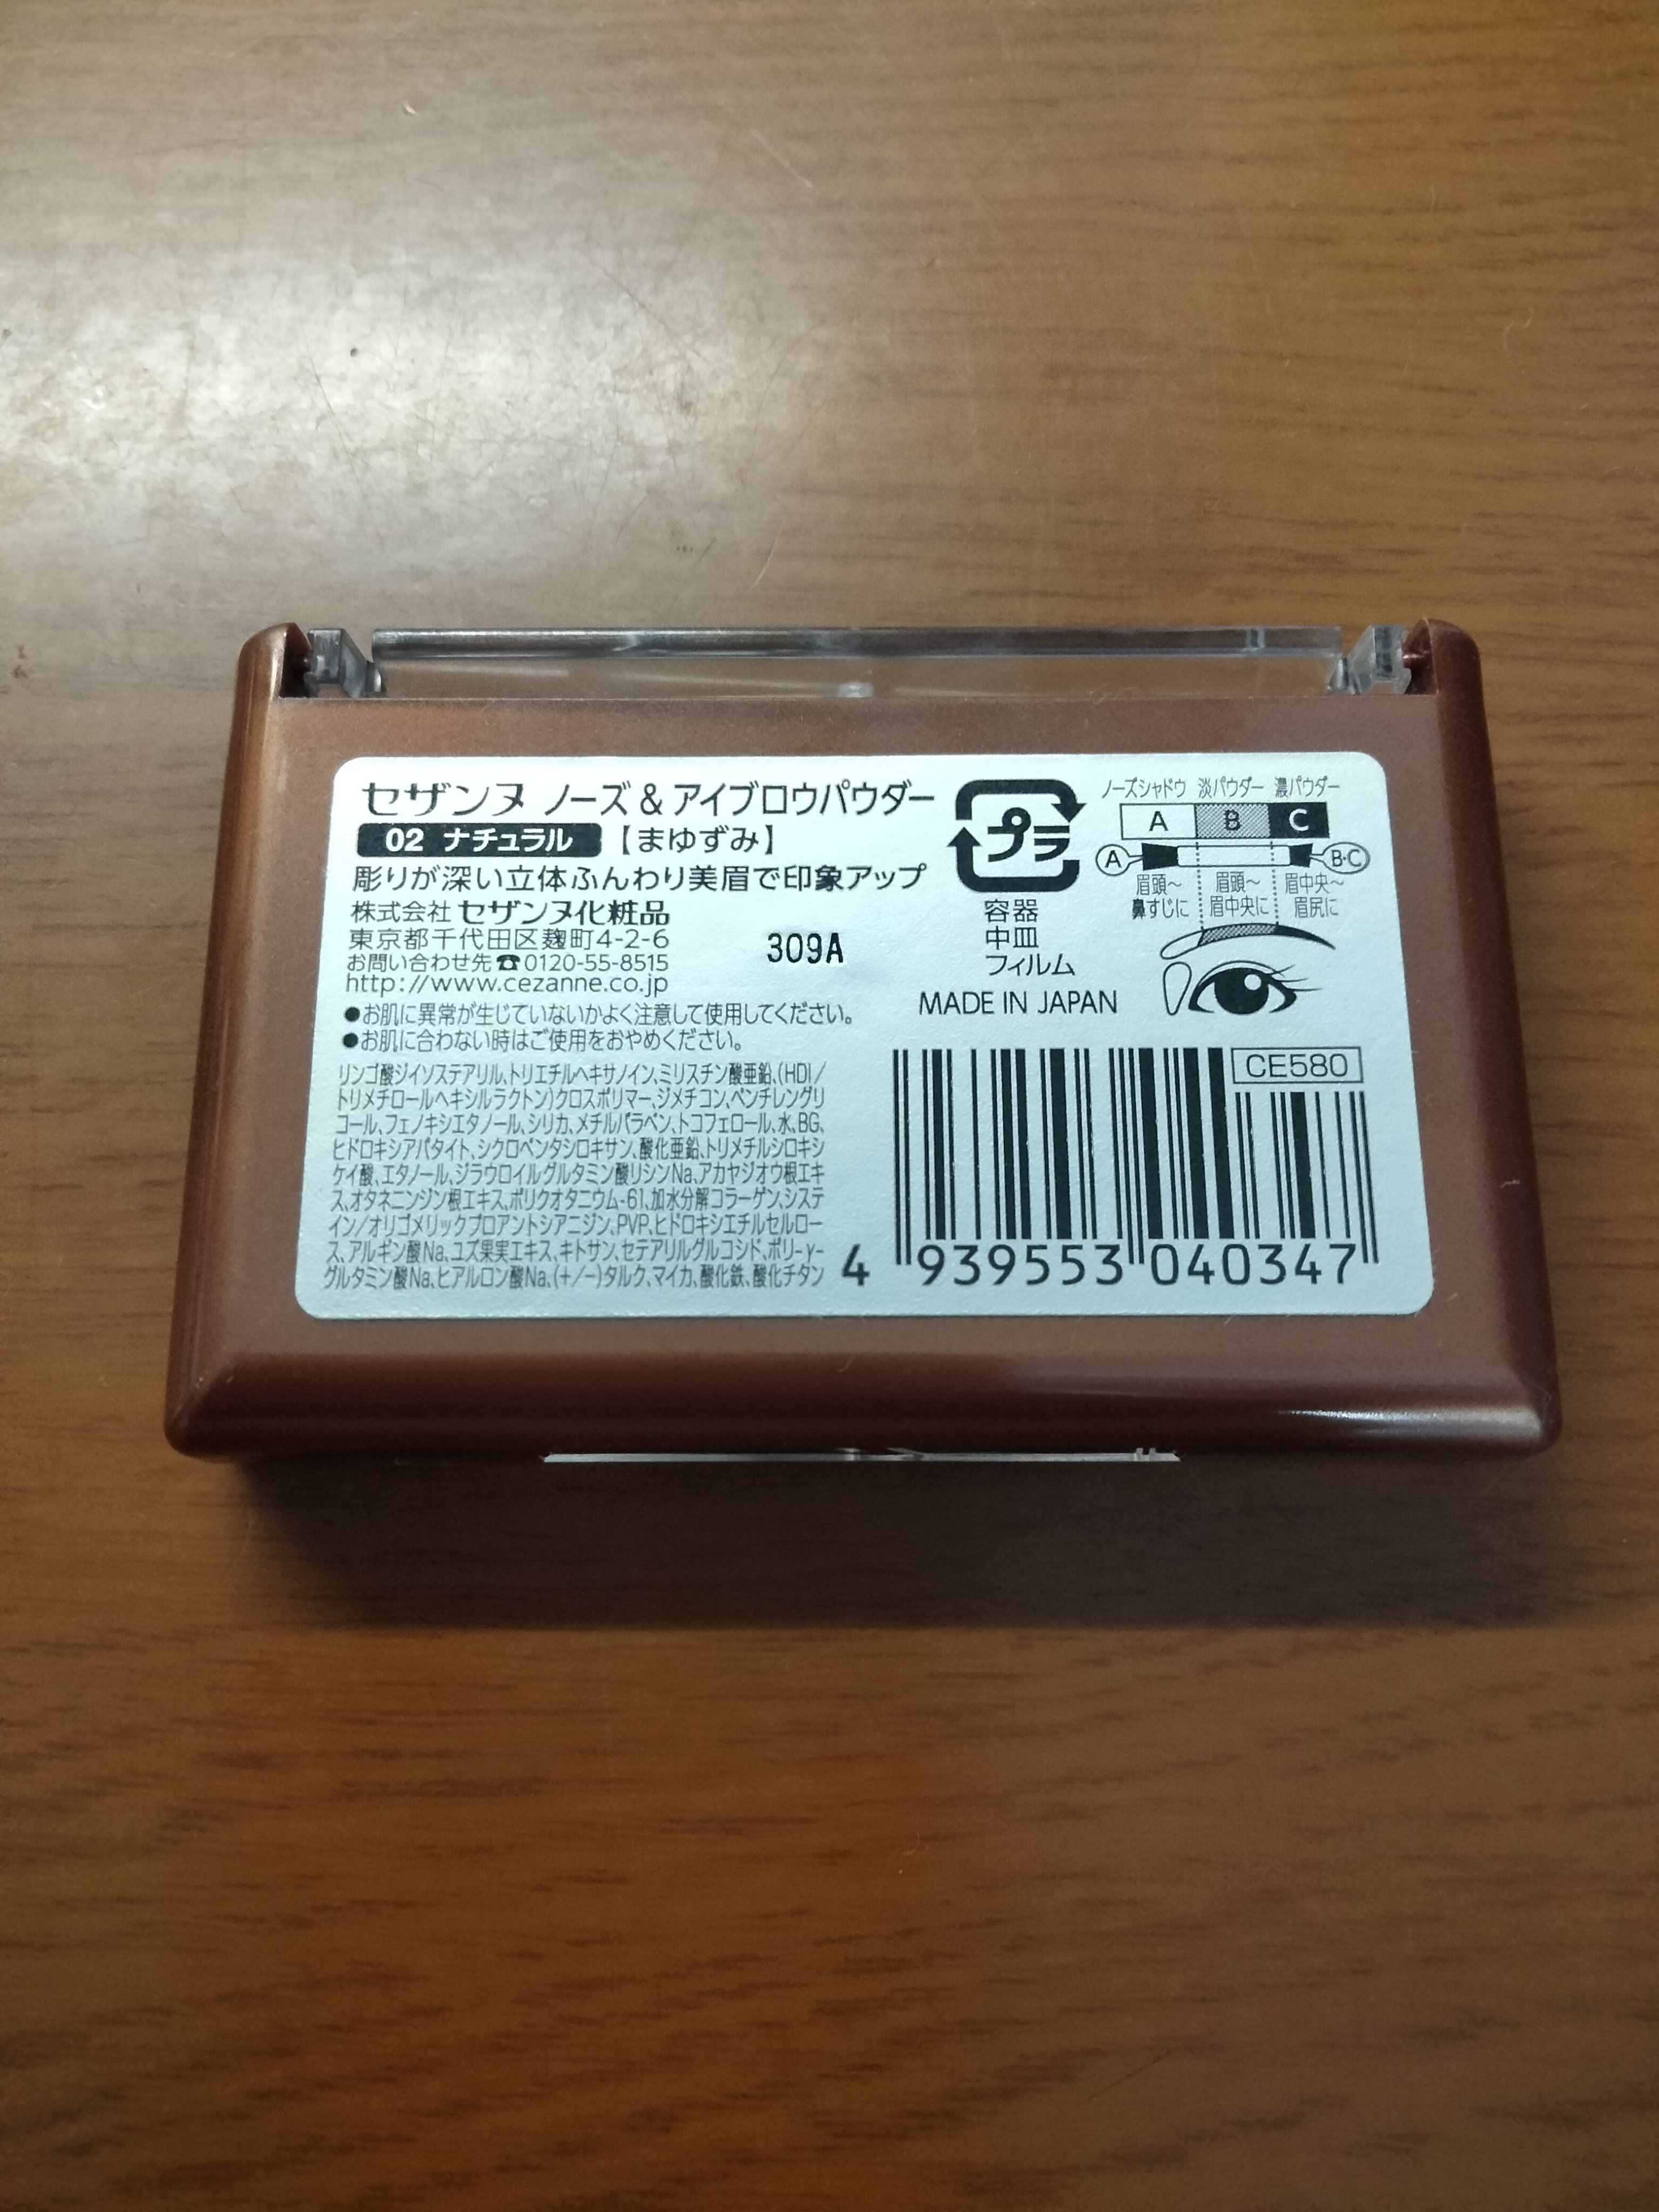 セザンヌ ノーズ&アイブロウパウダー
02 ナチュラル 【まゆずみ】
彫りが深い立体ふんわり美眉で印象アップ
株式会社 セザンヌ化粧品
東京都千代田区麹町4-2-6
お問い合わせ先☎0120-55-8515
http://www.cezanne.co.jp
309A
●お肌に異常が生じていないかよく注意して使用してください。
●お肌に合わない時はご使用をおやめください。
リンゴ酸ジイソステアリル、トリエチルヘキサノイン、ミリスチン酸亜鉛、(HDI/
トリメチロールヘキシルラクトン)クロスポリマー、ジメチコン、ペンチレングリ
コール、フェノキシエタノール、シリカ、メチルパラベン、トコフェロール、水、BG、
ヒドロキシアパタイト、シクロペンタシロキサン、酸化亜鉛、トリメチルシロキシ
ケイ酸、エタノール、ジラウロイルグルタミン酸リシンNa、アカヤジオウ根エキ
ス、オタネニンジン根エキス、ポリクオタニウム-61、加水分解コラーゲン、システ
イン/オリゴメリックプロアントシアニジン、PVP、ヒドロキシエチルセルロー
ス、アルギン酸Na、ユズ果実エキス、キトサン、セテアリルグルコシド、ポリ-γ-
グルタミン酸Na、ヒアルロン酸Na、(+/-)タルク、マイカ、酸化鉄、酸化チタン
プラ
容器
中皿
フィルム
MADE IN JAPAN
ノーズシャドウ 淡パウダー 濃パウダー
A B C
A B・C
眉頭～ 眉頭～ 眉中央～
鼻すじに 眉中央に 眉尻に
CE580
4 939553 040347